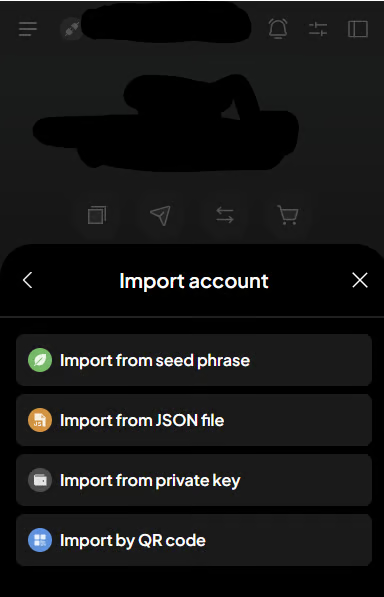 Import account
Import from seed phrase
Import from JSON file
Import from private key
Import by QR code